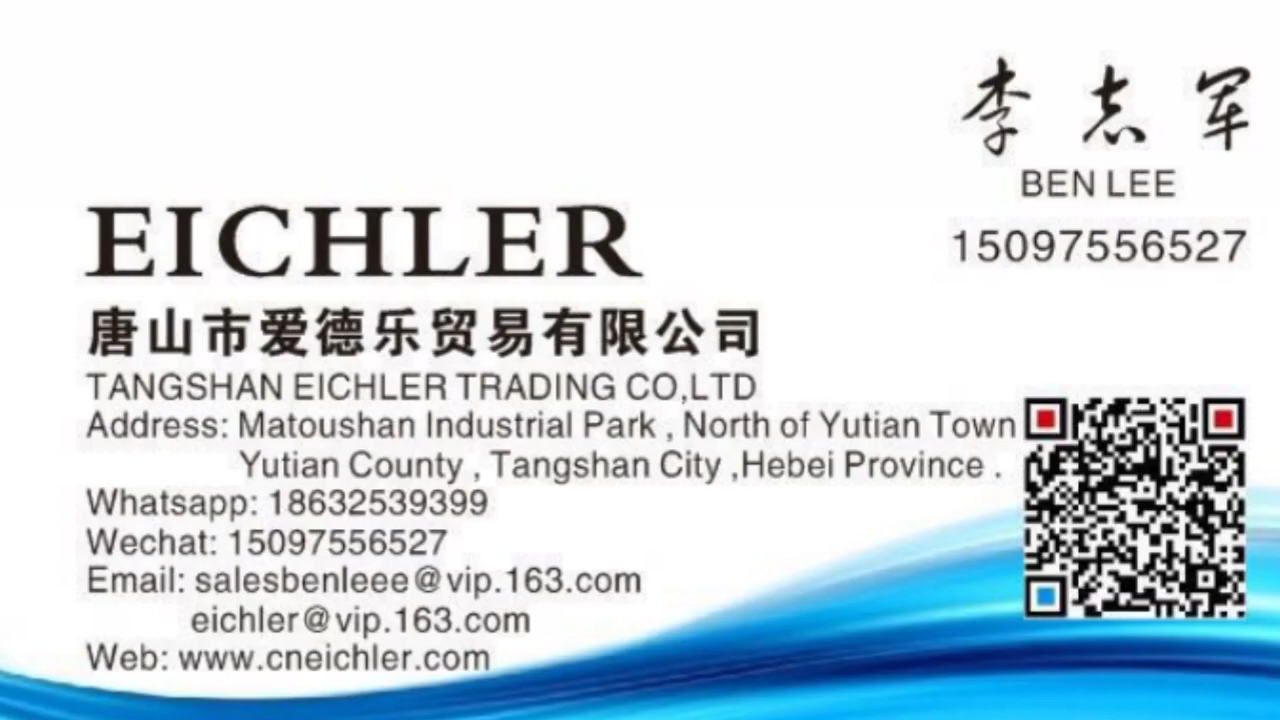 李志军
BEN LEE
15097556527
EICHLER
唐山市爱德乐贸易有限公司
TANGSHAN EICHLER TRADING CO,LTD
Address: Matoushan Industrial Park , North of Yutian Town
Yutian County , Tangshan City ,Hebei Province .
Whatsapp: 18632539399
Wechat: 15097556527
Email: salesbenleee@vip.163.com
eichler@vip.163.com
Web: www.cneichler.com